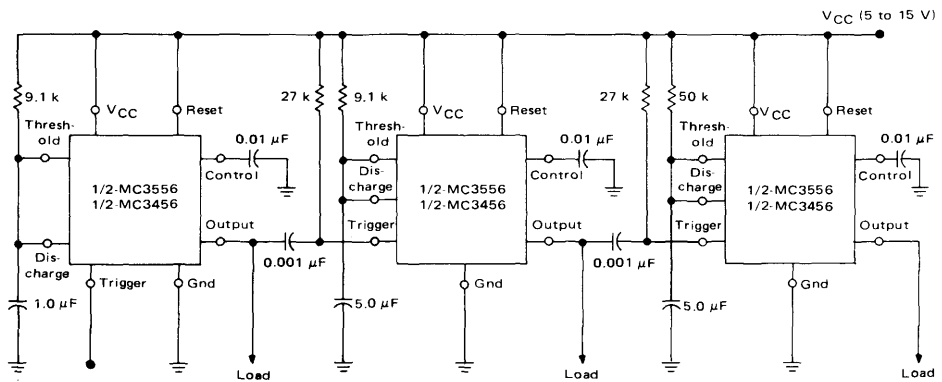 VCC (5 to 15 V)
9.1 k
VCC
Reset
Thresh-
old
0.01 µF
Control
1/2-MC3556
1/2-MC3456
Output
0.001 µF
Dis-
charge
Trigger
Gnd
1.0 µF
Load
27 k
9.1 k
VCC
Reset
Thresh-
old
Dis-
charge
0.01 µF
Control
1/2-MC3556
1/2-MC3456
Trigger
Output
0.001 µF
Gnd
5.0 µF
Load
27 k
50 k
VCC
Reset
Thresh-
old
Dis-
charge
0.01 µF
Control
1/2-MC3556
1/2-MC3456
Trigger
Output
Gnd
5.0 µF
Load